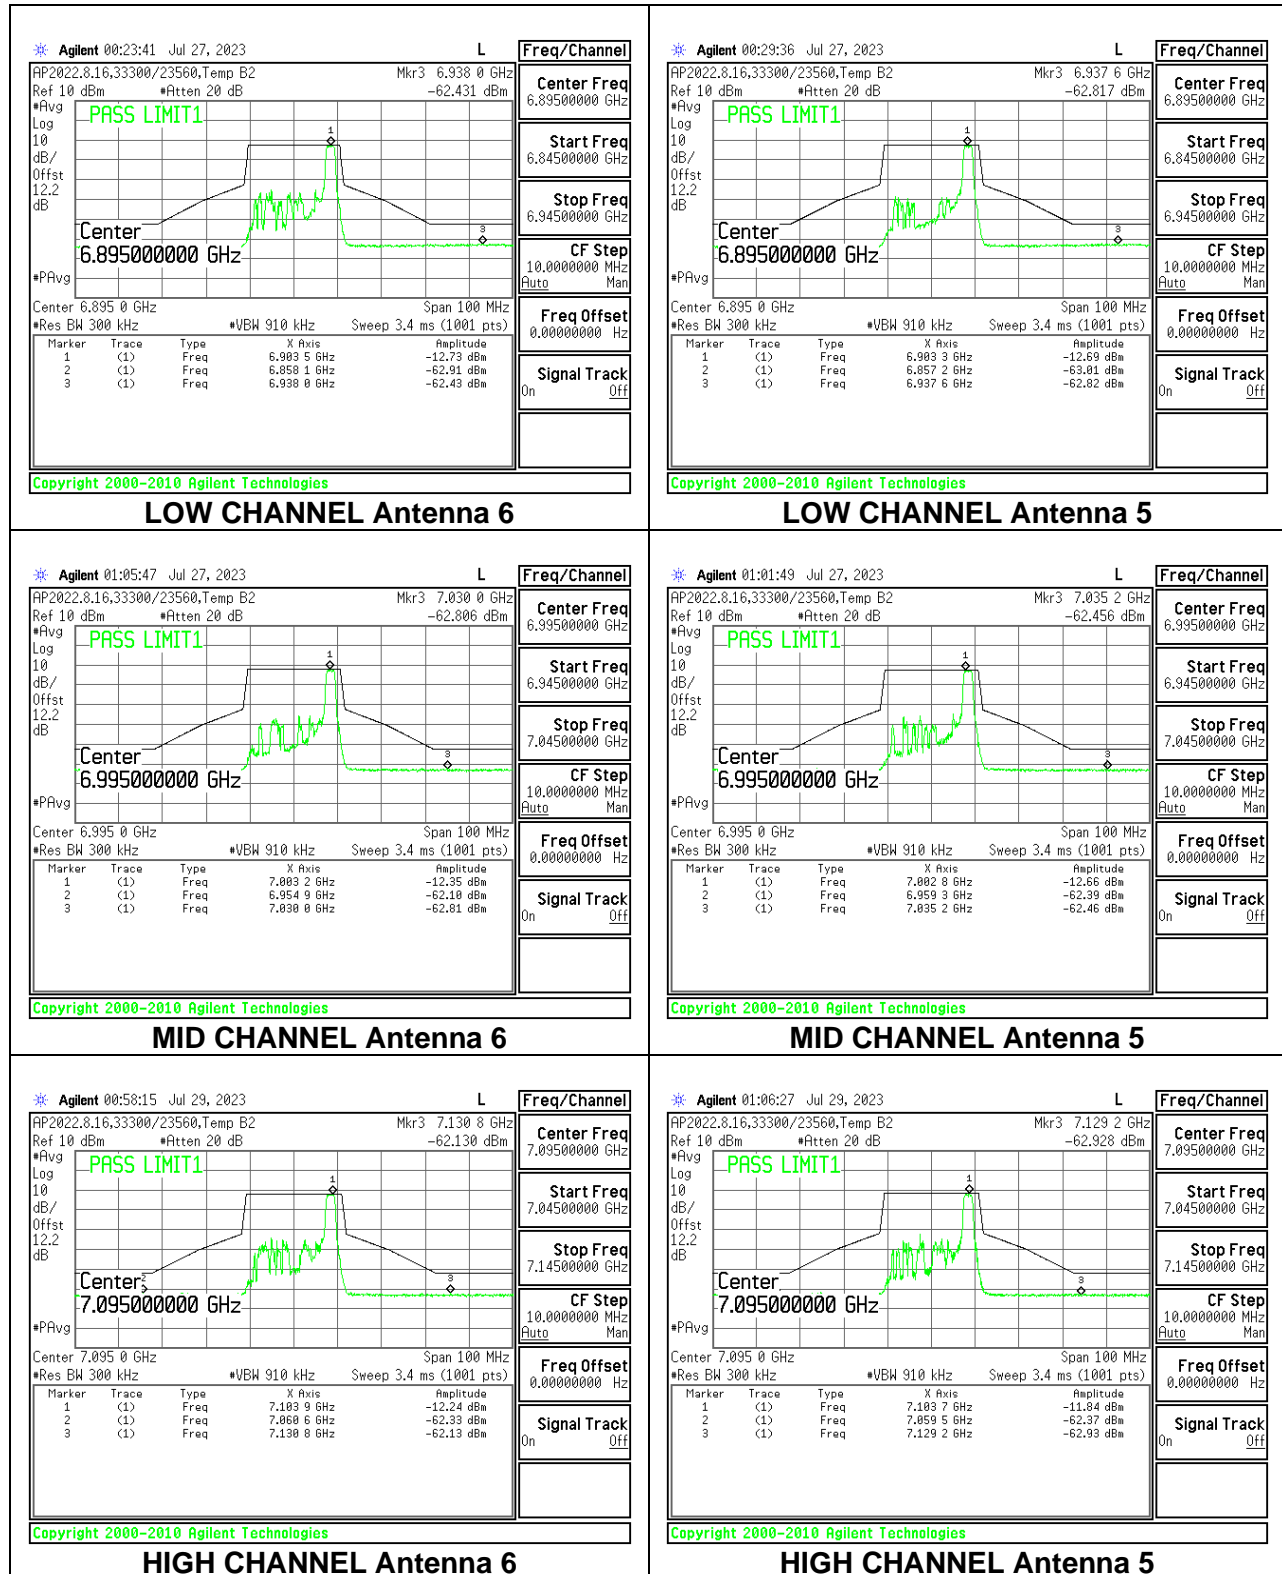 Agilent 00:23:41 Jul 27, 2023 L
AP2022.8.16,33300/23560,Temp B2 Mkr3 6.938 0 GHz
Ref 10 dBm #Atten 20 dB -62.431 dBm
#Avg
Log
10
dB/
Offst
12.2
dB
#PAvg
PASS LIMIT1
1
3
Center
6.895000000 GHz
Center 6.895 0 GHz Span 100 MHz
#Res BW 300 kHz #VBW 910 kHz Sweep 3.4 ms (1001 pts)
Marker Trace Type X Axis Amplitude
1 (1) Freq 6.903 5 GHz -12.73 dBm
2 (1) Freq 6.858 1 GHz -62.91 dBm
3 (1) Freq 6.938 0 GHz -62.43 dBm
Copyright 2000-2010 Agilent Technologies
Freq/Channel
Center Freq
6.89500000 GHz
Start Freq
6.84500000 GHz
Stop Freq
6.94500000 GHz
CF Step
10.0000000 MHz
Auto Man
Freq Offset
0.00000000 Hz
Signal Track
On Off
LOW CHANNEL Antenna 6
Agilent 00:29:36 Jul 27, 2023 L
AP2022.8.16,33300/23560,Temp B2 Mkr3 6.937 6 GHz
Ref 10 dBm #Atten 20 dB -62.817 dBm
#Avg
Log
10
dB/
Offst
12.2
dB
#PAvg
PASS LIMIT1
1
3
Center
6.895000000 GHz
Center 6.895 0 GHz Span 100 MHz
#Res BW 300 kHz #VBW 910 kHz Sweep 3.4 ms (1001 pts)
Marker Trace Type X Axis Amplitude
1 (1) Freq 6.903 3 GHz -12.69 dBm
2 (1) Freq 6.857 2 GHz -63.01 dBm
3 (1) Freq 6.937 6 GHz -62.82 dBm
Copyright 2000-2010 Agilent Technologies
Freq/Channel
Center Freq
6.89500000 GHz
Start Freq
6.84500000 GHz
Stop Freq
6.94500000 GHz
CF Step
10.0000000 MHz
Auto Man
Freq Offset
0.00000000 Hz
Signal Track
On Off
LOW CHANNEL Antenna 5
Agilent 01:05:47 Jul 27, 2023 L
AP2022.8.16,33300/23560,Temp B2 Mkr3 7.030 0 GHz
Ref 10 dBm #Atten 20 dB -62.806 dBm
#Avg
Log
10
dB/
Offst
12.2
dB
#PAvg
PASS LIMIT1
1
3
Center
6.995000000 GHz
Center 6.995 0 GHz Span 100 MHz
#Res BW 300 kHz #VBW 910 kHz Sweep 3.4 ms (1001 pts)
Marker Trace Type X Axis Amplitude
1 (1) Freq 7.003 2 GHz -12.35 dBm
2 (1) Freq 6.954 9 GHz -62.10 dBm
3 (1) Freq 7.030 0 GHz -62.81 dBm
Copyright 2000-2010 Agilent Technologies
Freq/Channel
Center Freq
6.99500000 GHz
Start Freq
6.94500000 GHz
Stop Freq
7.04500000 GHz
CF Step
10.0000000 MHz
Auto Man
Freq Offset
0.00000000 Hz
Signal Track
On Off
MID CHANNEL Antenna 6
Agilent 01:01:49 Jul 27, 2023 L
AP2022.8.16,33300/23560,Temp B2 Mkr3 7.035 2 GHz
Ref 10 dBm #Atten 20 dB -62.456 dBm
#Avg
Log
10
dB/
Offst
12.2
dB
#PAvg
PASS LIMIT1
1
3
Center
6.995000000 GHz
Center 6.995 0 GHz Span 100 MHz
#Res BW 300 kHz #VBW 910 kHz Sweep 3.4 ms (1001 pts)
Marker Trace Type X Axis Amplitude
1 (1) Freq 7.002 8 GHz -12.66 dBm
2 (1) Freq 6.959 3 GHz -62.39 dBm
3 (1) Freq 7.035 2 GHz -62.46 dBm
Copyright 2000-2010 Agilent Technologies
Freq/Channel
Center Freq
6.99500000 GHz
Start Freq
6.94500000 GHz
Stop Freq
7.04500000 GHz
CF Step
10.0000000 MHz
Auto Man
Freq Offset
0.00000000 Hz
Signal Track
On Off
MID CHANNEL Antenna 5
Agilent 00:58:15 Jul 29, 2023 L
AP2022.8.16,33300/23560,Temp B2 Mkr3 7.130 8 GHz
Ref 10 dBm #Atten 20 dB -62.130 dBm
#Avg
Log
10
dB/
Offst
12.2
dB
#PAvg
PASS LIMIT1
1
2
3
Center
7.095000000 GHz
Center 7.095 0 GHz Span 100 MHz
#Res BW 300 kHz #VBW 910 kHz Sweep 3.4 ms (1001 pts)
Marker Trace Type X Axis Amplitude
1 (1) Freq 7.103 9 GHz -12.24 dBm
2 (1) Freq 7.060 6 GHz -62.33 dBm
3 (1) Freq 7.130 8 GHz -62.13 dBm
Copyright 2000-2010 Agilent Technologies
Freq/Channel
Center Freq
7.09500000 GHz
Start Freq
7.04500000 GHz
Stop Freq
7.14500000 GHz
CF Step
10.0000000 MHz
Auto Man
Freq Offset
0.00000000 Hz
Signal Track
On Off
HIGH CHANNEL Antenna 6
Agilent 01:06:27 Jul 29, 2023 L
AP2022.8.16,33300/23560,Temp B2 Mkr3 7.129 2 GHz
Ref 10 dBm #Atten 20 dB -62.928 dBm
#Avg
Log
10
dB/
Offst
12.2
dB
#PAvg
PASS LIMIT1
1
3
Center
7.095000000 GHz
Center 7.095 0 GHz Span 100 MHz
#Res BW 300 kHz #VBW 910 kHz Sweep 3.4 ms (1001 pts)
Marker Trace Type X Axis Amplitude
1 (1) Freq 7.103 7 GHz -11.84 dBm
2 (1) Freq 7.059 5 GHz -62.37 dBm
3 (1) Freq 7.129 2 GHz -62.93 dBm
Copyright 2000-2010 Agilent Technologies
Freq/Channel
Center Freq
7.09500000 GHz
Start Freq
7.04500000 GHz
Stop Freq
7.14500000 GHz
CF Step
10.0000000 MHz
Auto Man
Freq Offset
0.00000000 Hz
Signal Track
On Off
HIGH CHANNEL Antenna 5